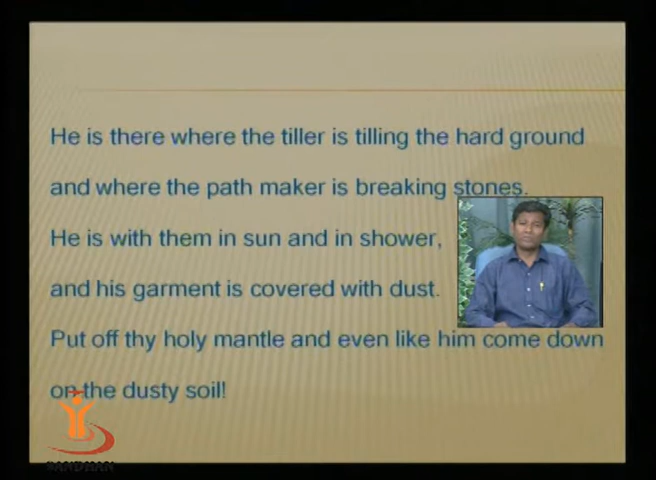 He is there where the tiller is tilling the hard ground
and where the path maker is breaking stones.
He is with them in sun and in shower,
and his garment is covered with dust.
Put off thy holy mantle and even like him come down
on the dusty soil!
SANDHAN